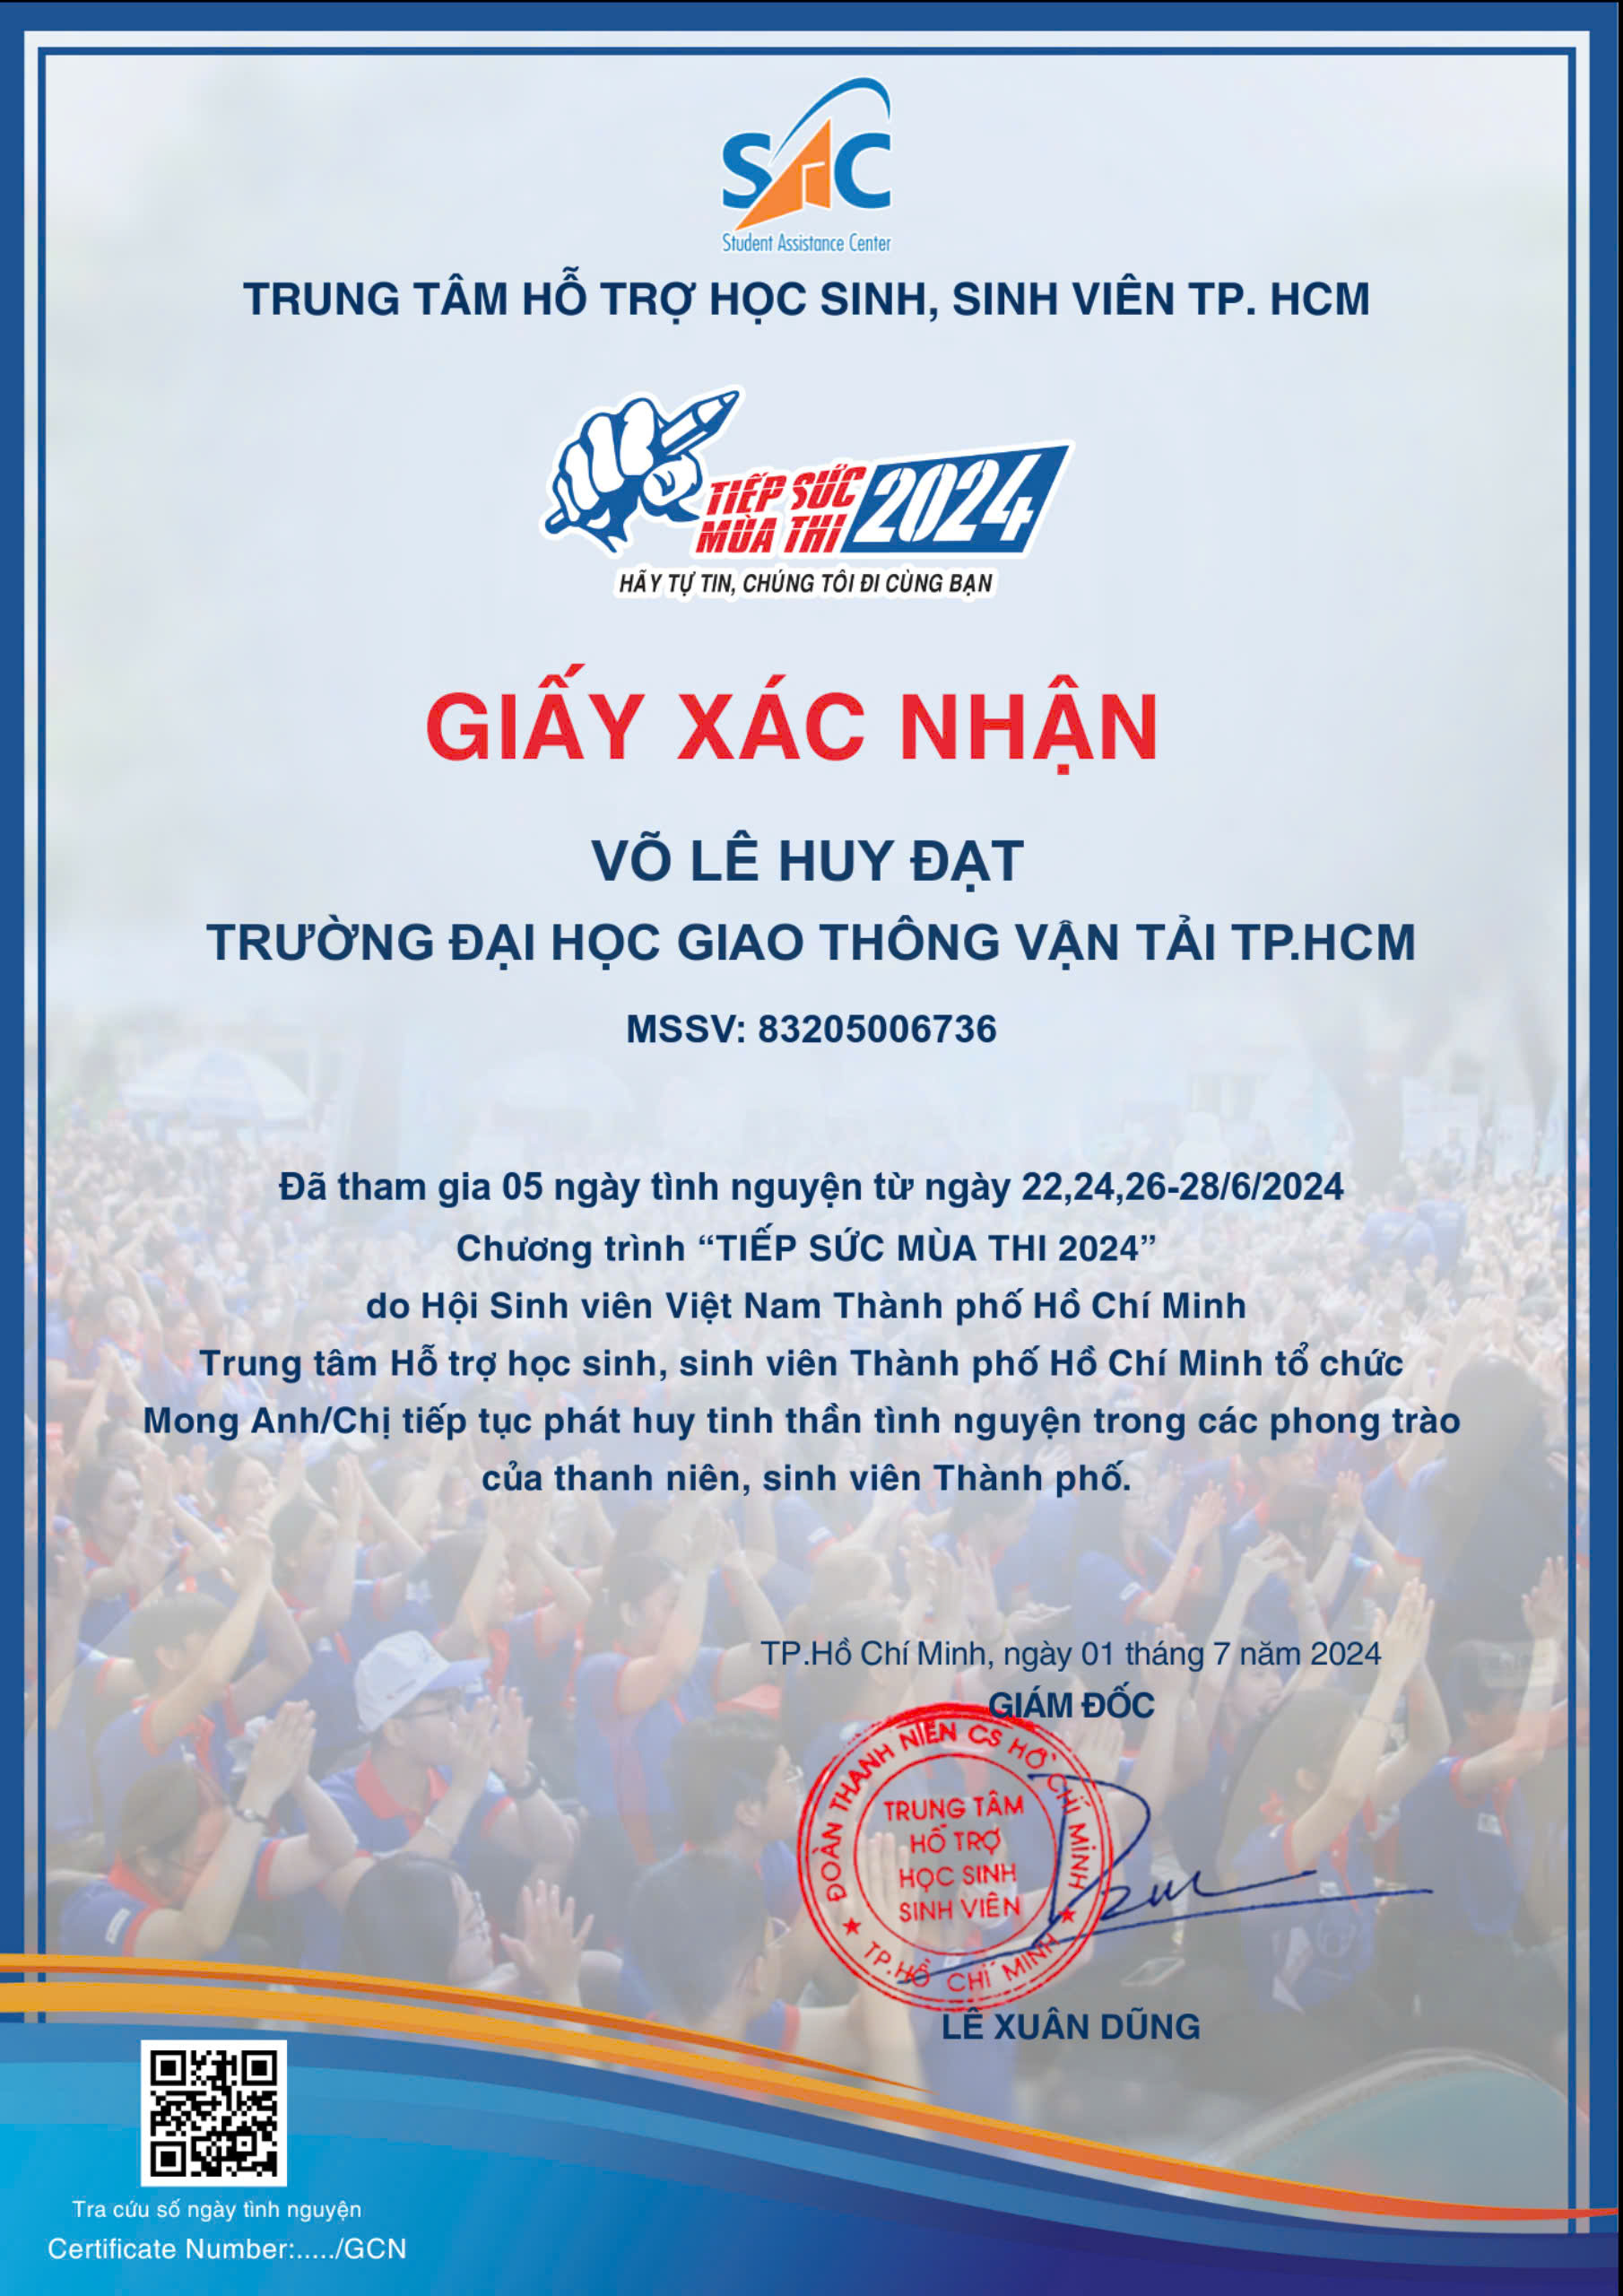 SAC
Student Assistance Center
TRUNG TÂM HỖ TRỢ HỌC SINH, SINH VIÊN TP. HCM
TIẾP SỨC
MÙA THI
2024
HÃY TỰ TIN, CHÚNG TÔI ĐI CÙNG BẠN
GIẤY XÁC NHẬN
VÕ LÊ HUY ĐẠT
TRƯỜNG ĐẠI HỌC GIAO THÔNG VẬN TẢI TP.HCM
MSSV: 83205006736
Đã tham gia 05 ngày tình nguyện từ ngày 22,24,26-28/6/2024
Chương trình “TIẾP SỨC MÙA THI 2024”
do Hội Sinh viên Việt Nam Thành phố Hồ Chí Minh
Trung tâm Hỗ trợ học sinh, sinh viên Thành phố Hồ Chí Minh tổ chức
Mong Anh/Chị tiếp tục phát huy tinh thần tình nguyện trong các phong trào
của thanh niên, sinh viên Thành phố.
TP.Hồ Chí Minh, ngày 01 tháng 7 năm 2024
GIÁM ĐỐC
ĐOÀN THANH NIÊN CS HỒ CHÍ MINH
TRUNG TÂM
HỖ TRỢ
HỌC SINH
SINH VIÊN
★ TP.HỒ CHÍ MINH ★
LÊ XUÂN DŨNG
Tra cứu số ngày tình nguyện
Certificate Number:...../GCN